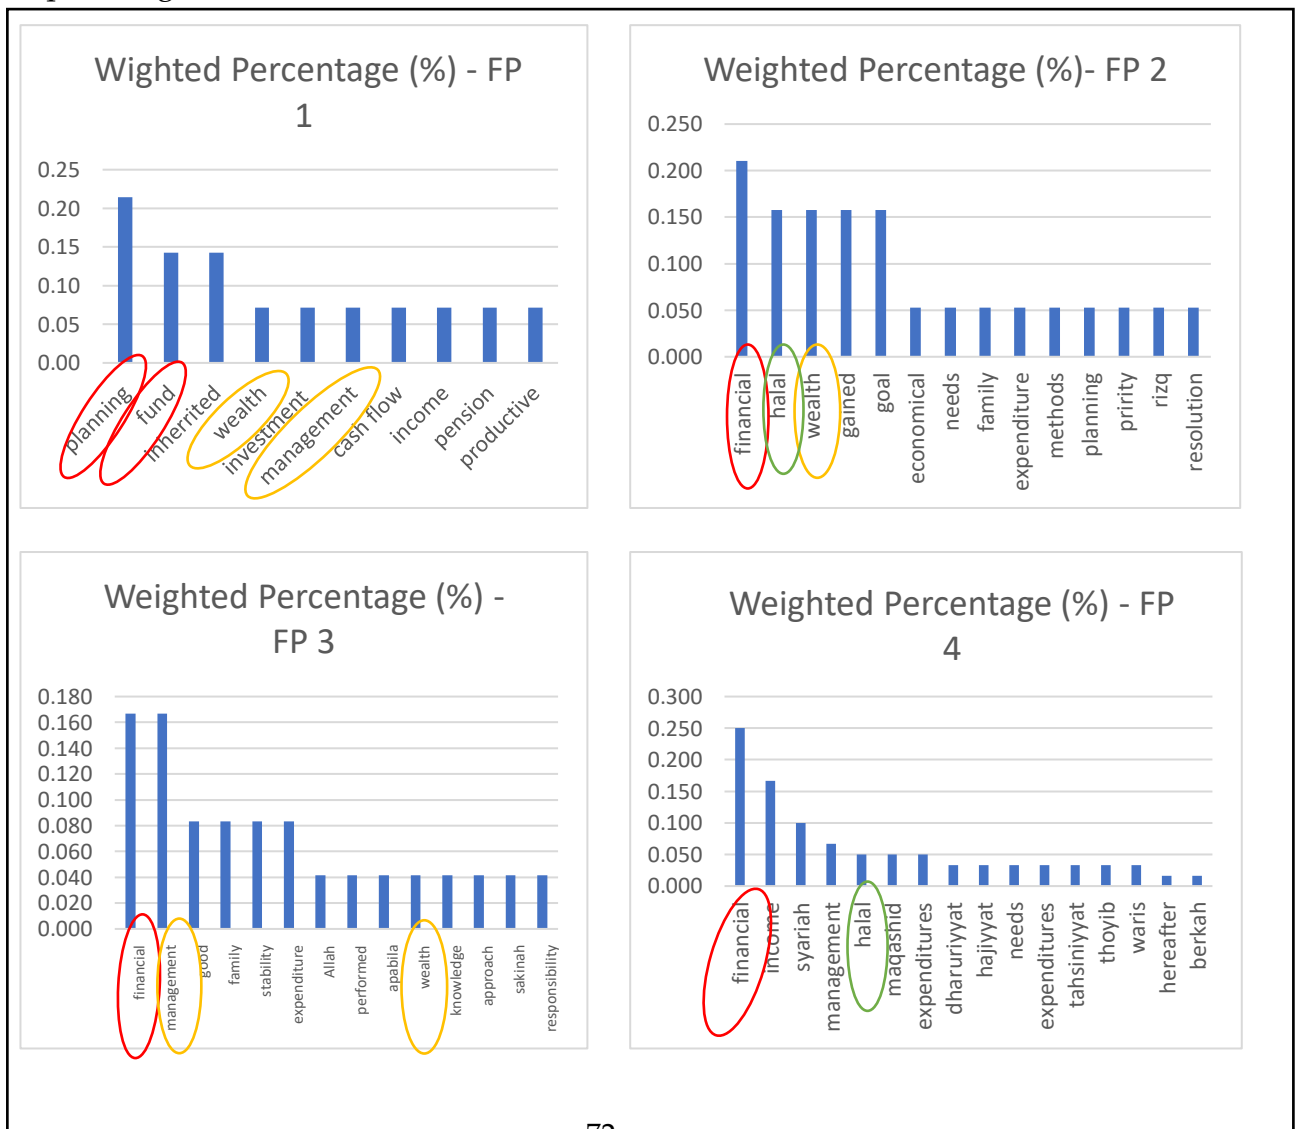 Wighted Percentage (%) - FP
1
0.25
0.20
0.15
0.10
0.05
0.00
planning
fund
inherrited
wealth
investment
management
cash flow
income
pension
productive
Weighted Percentage (%)- FP 2
0.250
0.200
0.150
0.100
0.050
0.000
financial
halal
wealth
gained
goal
economical
needs
family
expenditure
methods
planning
pririty
rizq
resolution
Weighted Percentage (%) -
FP 3
0.180
0.160
0.140
0.120
0.100
0.080
0.060
0.040
0.020
0.000
financial
management
good
family
stability
expenditure
Allah
performed
apabila
wealth
knowledge
approach
sakinah
responsibility
Weighted Percentage (%) - FP
4
0.300
0.250
0.200
0.150
0.100
0.050
0.000
financial
income
syariah
management
halal
maqashid
expenditures
dharuriyyat
hajiyyat
needs
expenditures
tahsiniyyat
thoyib
waris
hereafter
berkah